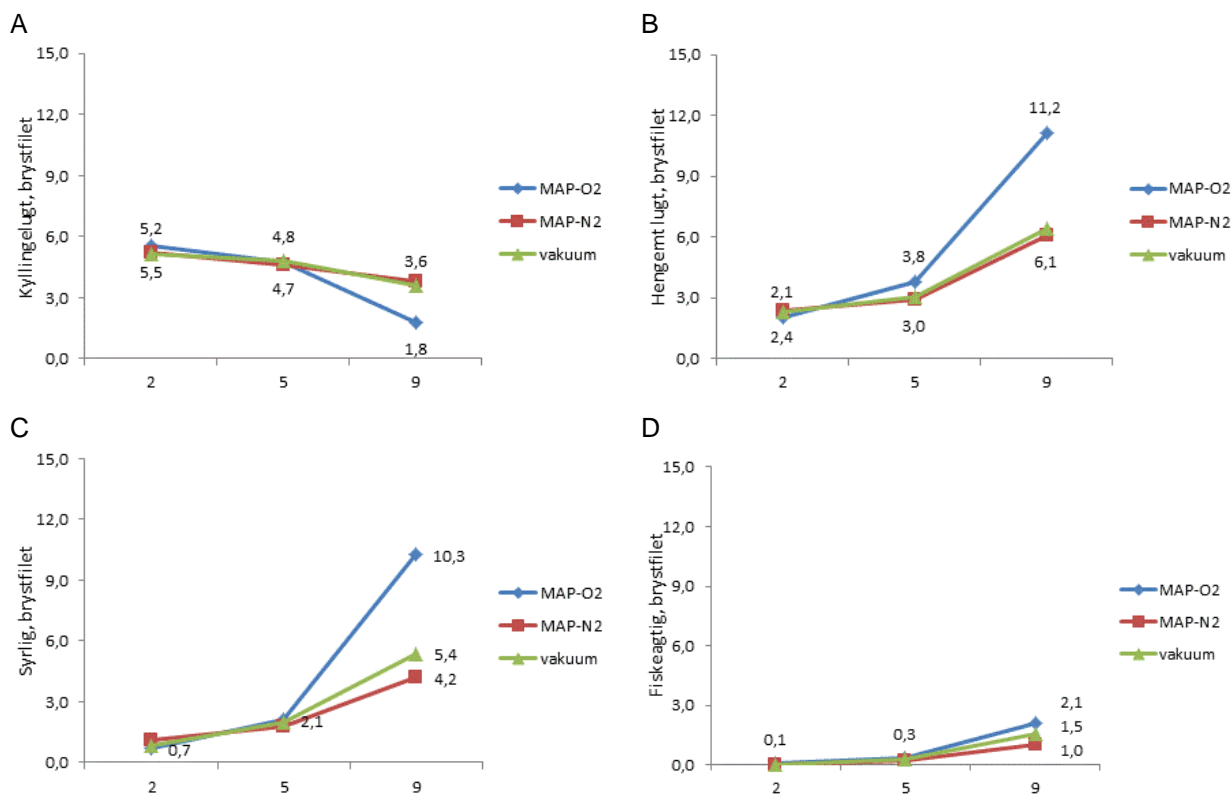 A
15,0
12,0
9,0
6,0
3,0
0,0
Kyllingelugt, brystfilet
5,2
5,5
4,8
4,7
3,6
1,8
2
5
9
MAP-O2
MAP-N2
vakuum
B
15,0
12,0
9,0
6,0
3,0
0,0
Hengemt lugt, brystfilet
2,1
2,4
3,8
3,0
11,2
6,1
2
5
9
MAP-O2
MAP-N2
vakuum
C
15,0
12,0
9,0
6,0
3,0
0,0
Syrlig, brystfilet
0,7
2,1
10,3
5,4
4,2
2
5
9
MAP-O2
MAP-N2
vakuum
D
15,0
12,0
9,0
6,0
3,0
0,0
Fiskeagtig, brystfilet
0,1
0,3
2,1
1,5
1,0
2
5
9
MAP-O2
MAP-N2
vakuum